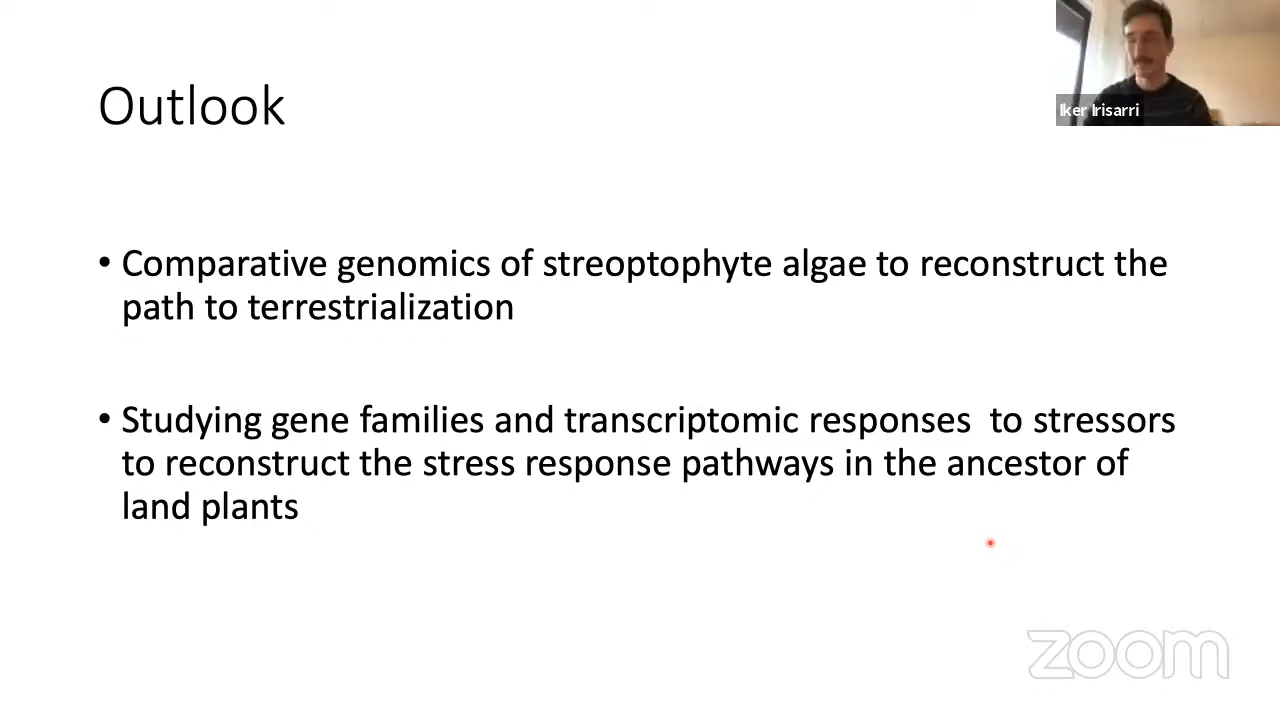 Outlook
Iker Irisarri
• Comparative genomics of streoptophyte algae to reconstruct the
path to terrestrialization
• Studying gene families and transcriptomic responses  to stressors
to reconstruct the stress response pathways in the ancestor of
land plants
zoom